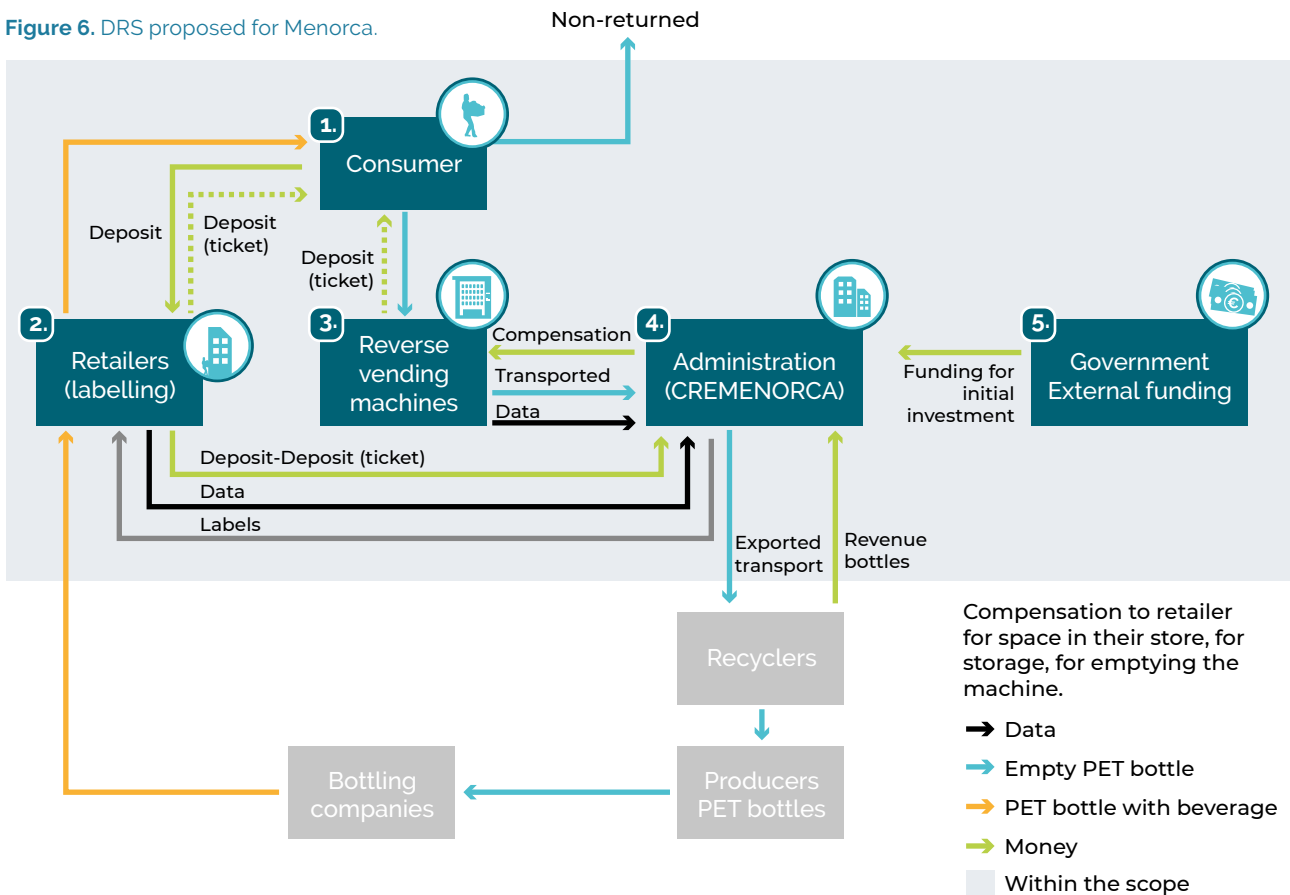 Figure 6. DRS proposed for Menorca.
Non-returned
1.
Consumer
Deposit
Deposit
(ticket)
Deposit
(ticket)
2.
Retailers
(labelling)
3.
Reverse
vending
machines
Compensation
Transported
Data
4.
Administration
(CREMENORCA)
Funding for
initial
investment
5.
Government
External funding
€
Deposit-Deposit (ticket)
Data
Labels
Exported
transport
Revenue
bottles
Recyclers
Producers
PET bottles
Bottling
companies
Compensation to retailer
for space in their store, for
storage, for emptying the
machine.
Data
Empty PET bottle
PET bottle with beverage
Money
Within the scope